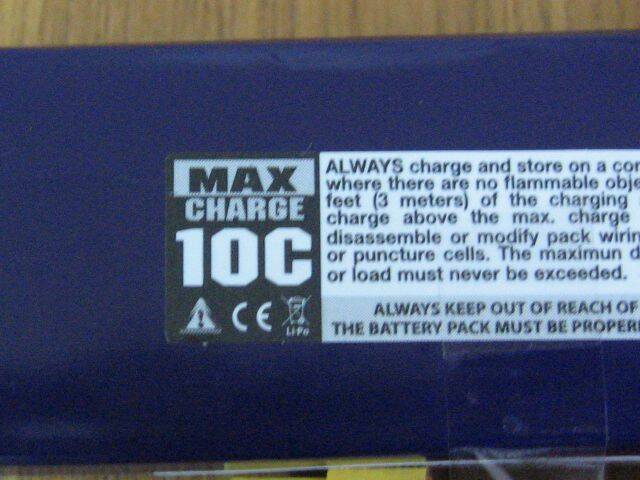 MAX
CHARGE
10C
CE
LiPo
ALWAYS charge and store on a
where there are no flammable
feet (3 meters) of the charging
charge above the max. charge
disassemble or modify pack
or puncture cells. The maximun
or load must never be exceeded.
ALWAYS KEEP OUT OF REACH OF
THE BATTERY PACK MUST BE